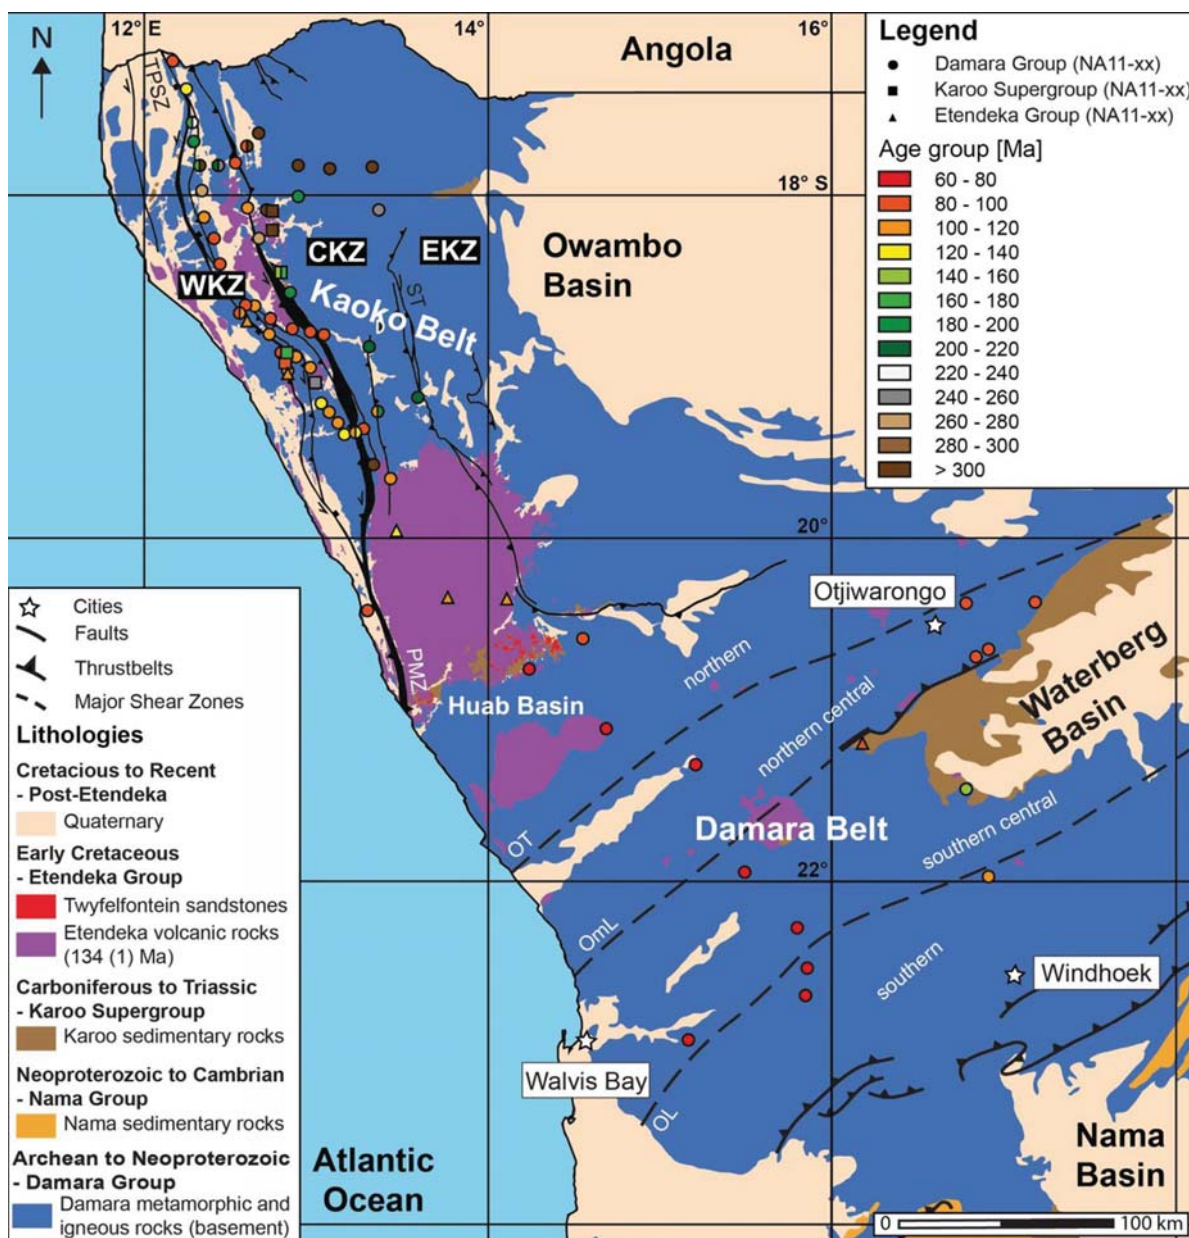 12° E
14°
16°
N
Angola
Legend
Damara Group (NA11-xx)
Karoo Supergroup (NA11-xx)
Etendeka Group (NA11-xx)
Age group [Ma]
60 - 80
80 - 100
100 - 120
120 - 140
140 - 160
160 - 180
180 - 200
200 - 220
220 - 240
240 - 260
260 - 280
280 - 300
> 300
TPSZ
18° S
CKZ
EKZ
WKZ
Owambo
Basin
Kaoko Belt
ST
20°
Otjiwarongo
Waterberg
Basin
PMZ
Huab Basin
northern
northern central
southern central
southern
Damara Belt
OT
22°
OmL
Windhoek
Walvis Bay
OL
Atlantic
Ocean
Nama
Basin
0
100 km
Cities
Faults
Thrustbelts
Major Shear Zones
Lithologies
Cretacious to Recent
- Post-Etendeka
Quaternary
Early Cretaceous
- Etendeka Group
Twyfelfontein sandstones
Etendeka volcanic rocks
(134 (1) Ma)
Carboniferous to Triassic
- Karoo Supergroup
Karoo sedimentary rocks
Neoproterozoic to Cambrian
- Nama Group
Nama sedimentary rocks
Archean to Neoproterozoic
- Damara Group
Damara metamorphic and
igneous rocks (basement)